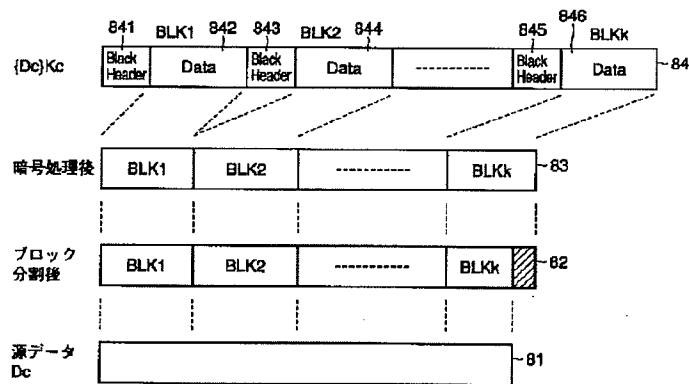 841 BLK1 842 843 BLK2 844 845 846 BLKk
{Dc}Kc Black Header Data Black Header Data Black Header Data 84
暗号処理後 BLK1 BLK2 BLKk 83
ブロック
分割後 BLK1 BLK2 BLKk 82
源データ
Dc 81